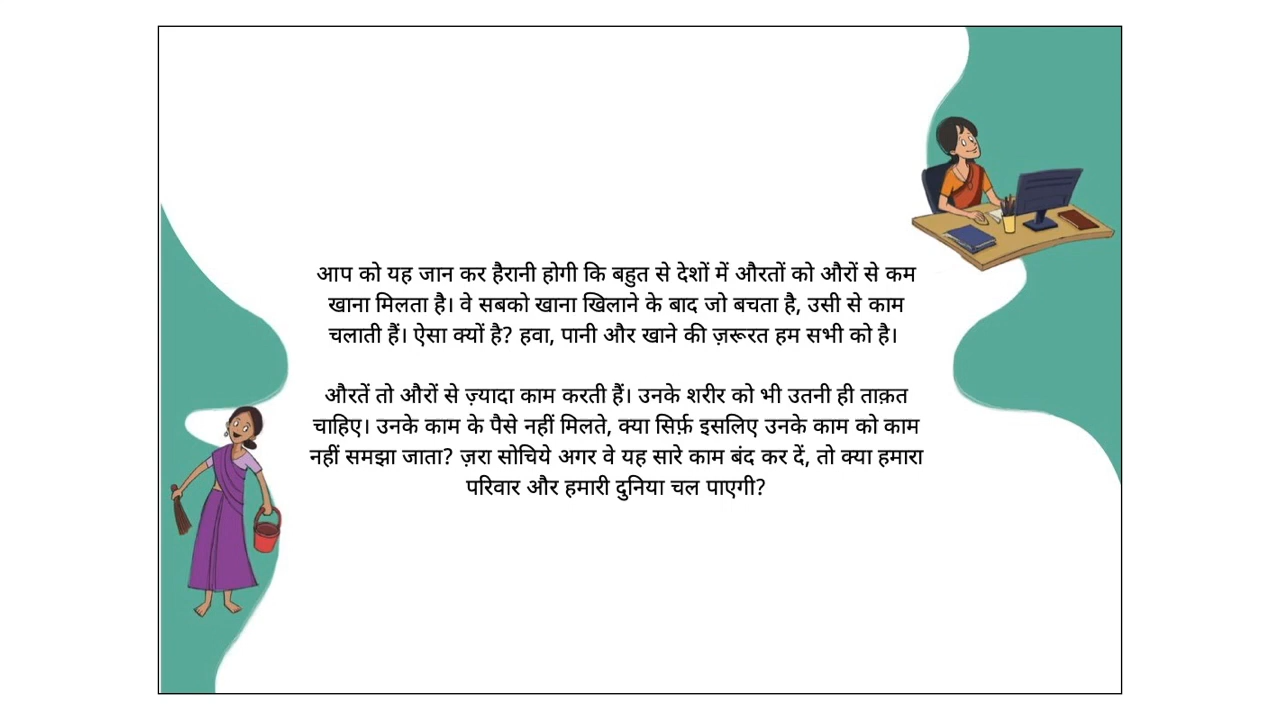 आप को यह जान कर हैरानी होगी कि बहुत से देशों में औरतों को औरों से कम
खाना मिलता है। वे सबको खाना खिलाने के बाद जो बचता है, उसी से काम
चलाती हैं। ऐसा क्यों है? हवा, पानी और खाने की ज़रूरत हम सभी को है।
औरतें तो औरों से ज़्यादा काम करती हैं। उनके शरीर को भी उतनी ही ताक़त
चाहिए। उनके काम के पैसे नहीं मिलते, क्या सिर्फ़ इसलिए उनके काम को काम
नहीं समझा जाता? ज़रा सोचिये अगर वे यह सारे काम बंद कर दें, तो क्या हमारा
परिवार और हमारी दुनिया चल पाएगी?